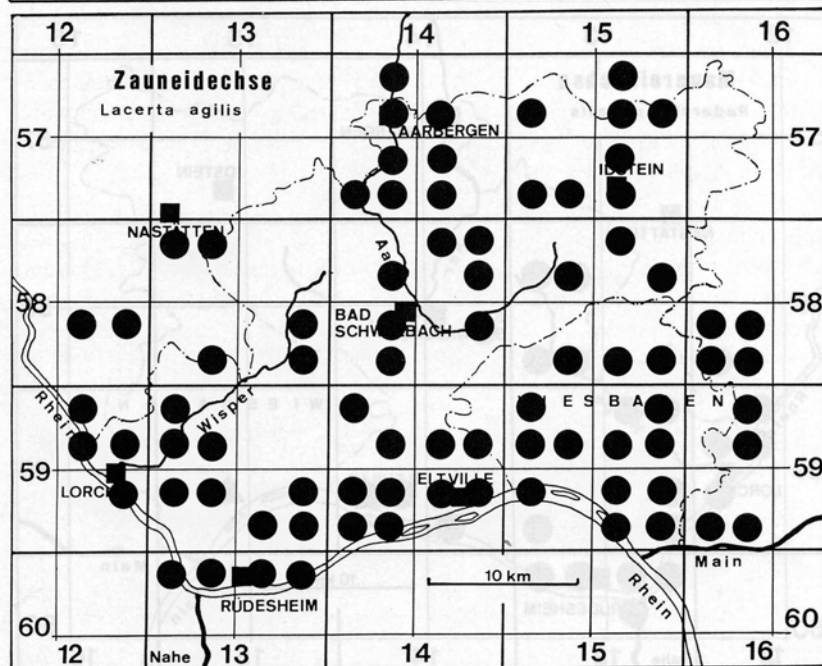 12 13 14 15 16
Zauneidechse
Lacerta agilis
57
AARBERGEN
57
IDSTEIN
NASTÄTTEN
Aar
58
BAD
SCHWALBACH
58
Rhein
Wisper
WIESBADEN
59
LORCH
ELTVILLE
59
Main
10 km
Rhein
RÜDESHEIM
60
60
Nahe
12 13 14 15 16